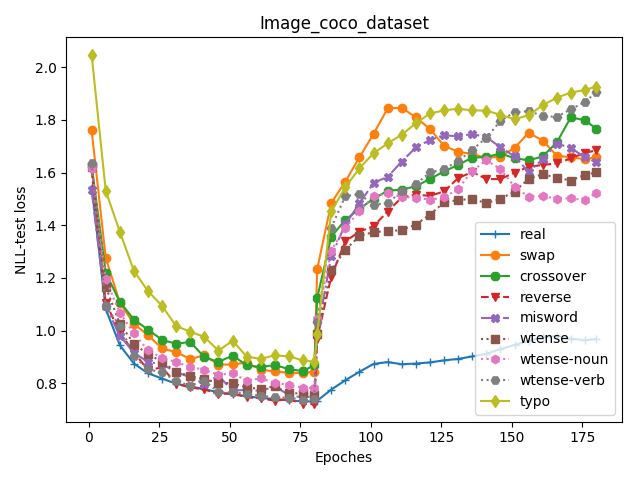 Image_coco_dataset
NLL-test loss
2.0
1.8
1.6
1.4
1.2
1.0
0.8
0
25
50
75
100
125
150
175
Epoches
real
swap
crossover
reverse
misword
wtense
wtense-noun
wtense-verb
typo